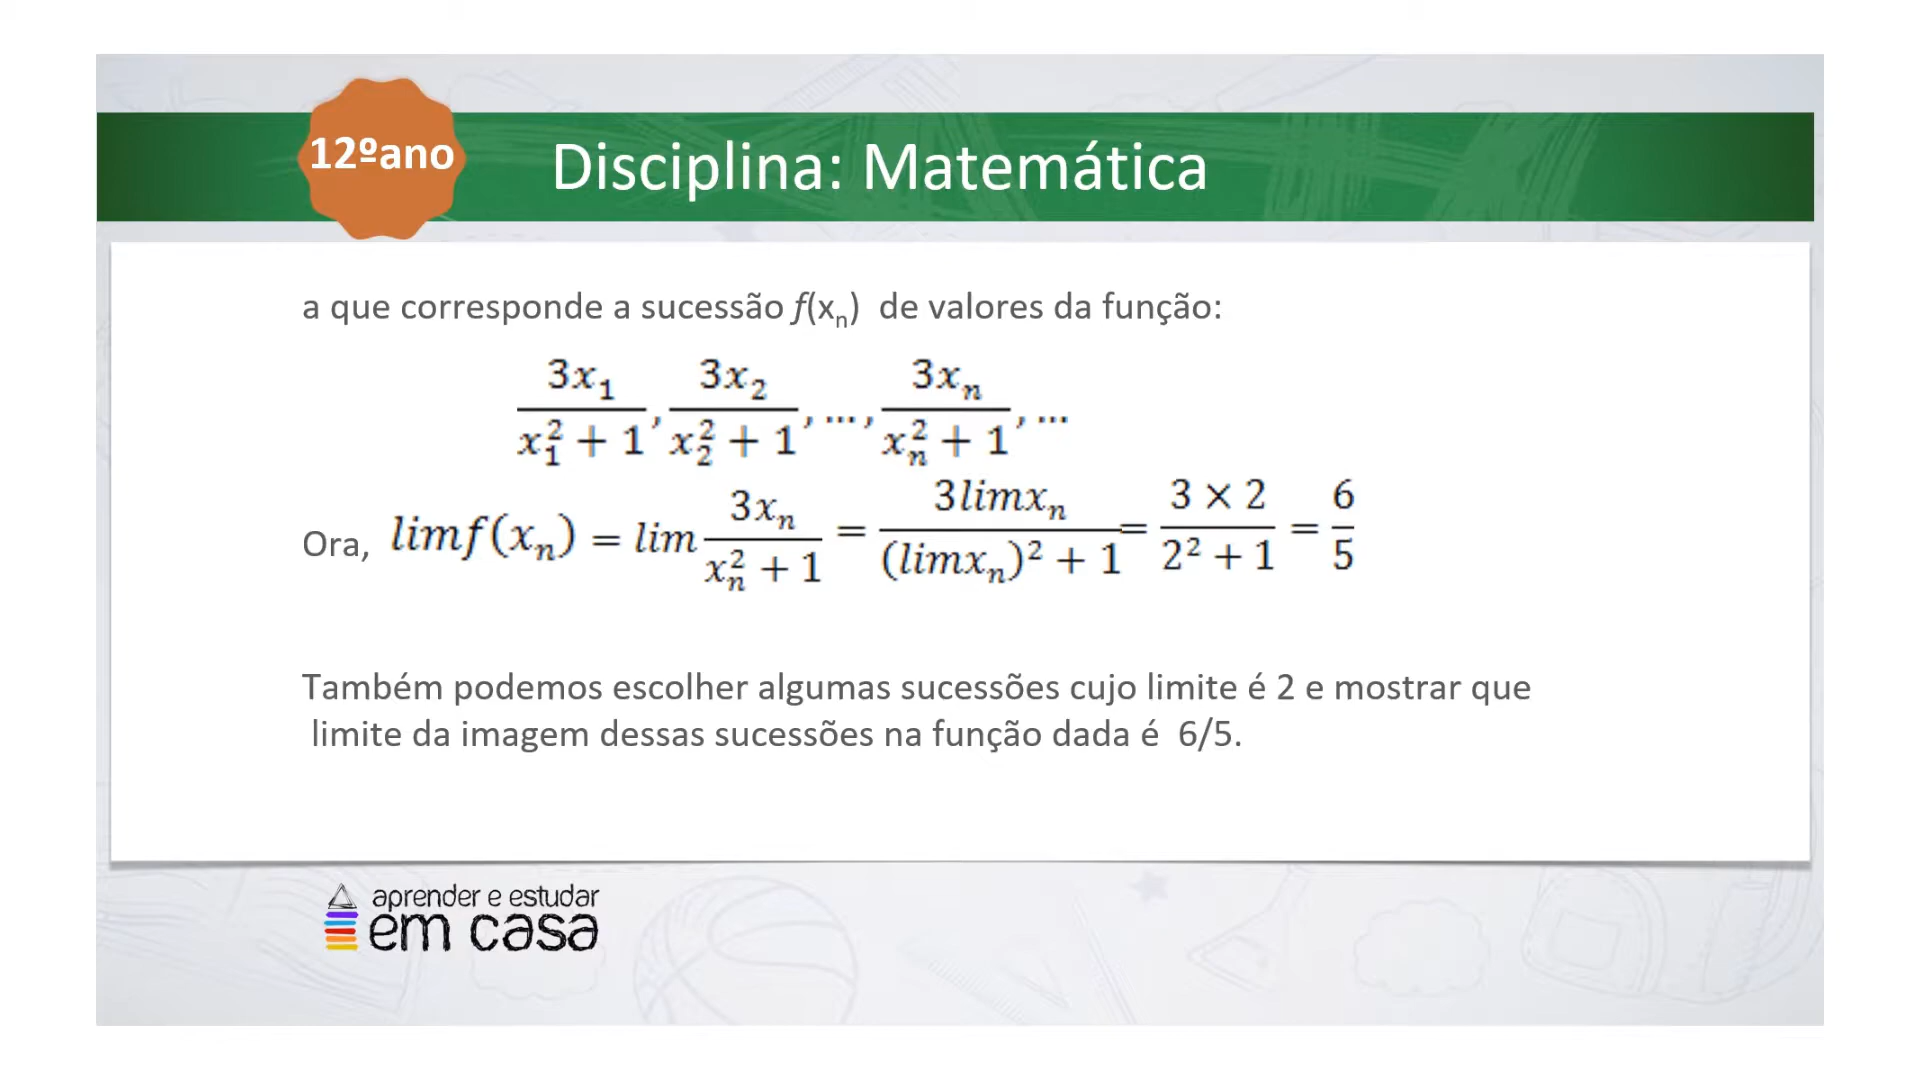 12ºano
Disciplina: Matemática
a que corresponde a sucessão f(xₙ) de valores da função:
3x₁/(x₁² + 1), 3x₂/(x₂² + 1), ..., 3xₙ/(xₙ² + 1), ...
Ora, limf(xₙ) = lim 3xₙ/(xₙ² + 1) = 3limxₙ/((limxₙ)² + 1) = (3 × 2)/(2² + 1) = 6/5
Também podemos escolher algumas sucessões cujo limite é 2 e mostrar que
limite da imagem dessas sucessões na função dada é 6/5.
aprender e estudar
em casa